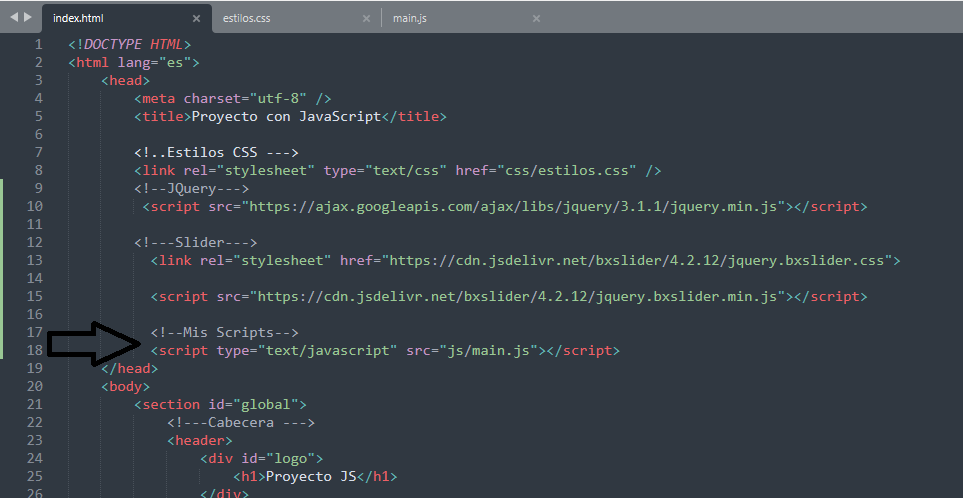 index.html × estilos.css × main.js ×
1 <!DOCTYPE HTML>
2 <html lang="es">
3 <head>
4 <meta charset="utf-8" />
5 <title>Proyecto con JavaScript</title>
6
7 <!..Estilos CSS --->
8 <link rel="stylesheet" type="text/css" href="css/estilos.css" />
9 <!--JQuery--->
10 <script src="https://ajax.googleapis.com/ajax/libs/jquery/3.1.1/jquery.min.js"></script>
11
12 <!---Slider--->
13 <link rel="stylesheet" href="https://cdn.jsdelivr.net/bxslider/4.2.12/jquery.bxslider.css">
14
15 <script src="https://cdn.jsdelivr.net/bxslider/4.2.12/jquery.bxslider.min.js"></script>
16
17 <!--Mis Scripts-->
18 <script type="text/javascript" src="js/main.js"></script>
19 </head>
20 <body>
21 <section id="global">
22 <!---Cabecera --->
23 <header>
24 <div id="logo">
25 <h1>Proyecto JS</h1>
26 </div>